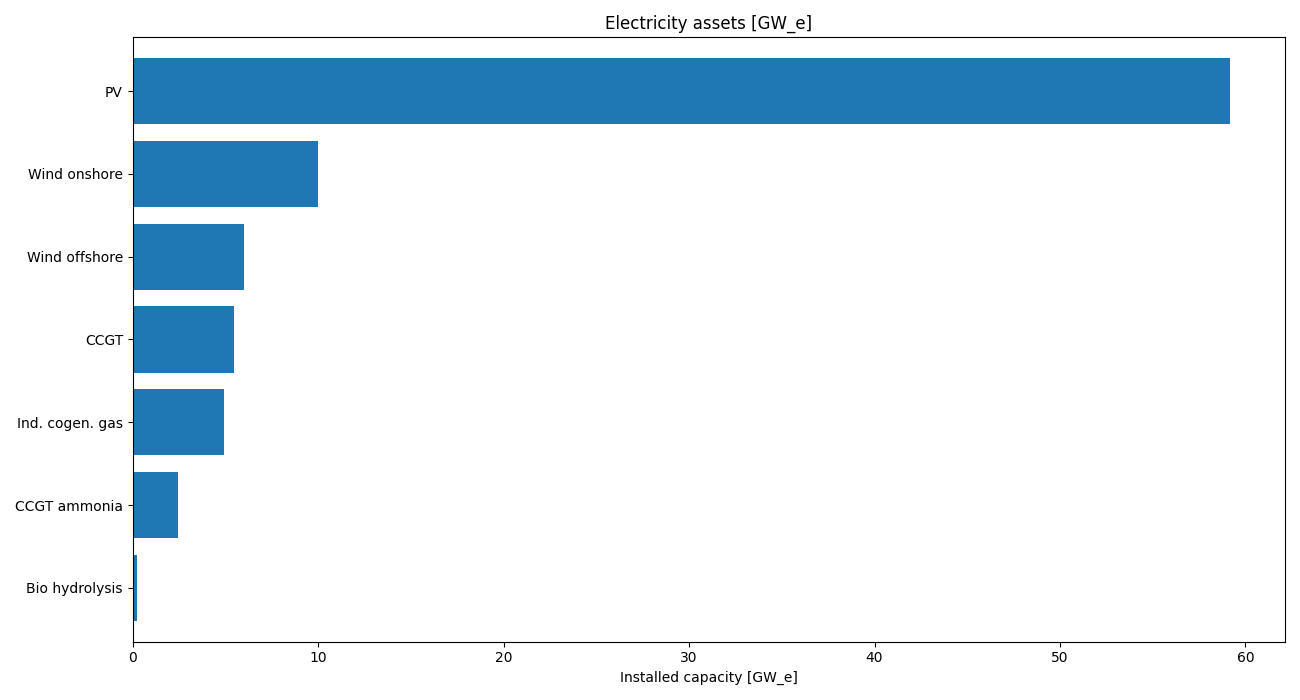 Electricity assets [GW_e]
PV
Wind onshore
Wind offshore
CCGT
Ind. cogen. gas
CCGT ammonia
Bio hydrolysis
0 10 20 30 40 50 60
Installed capacity [GW_e]